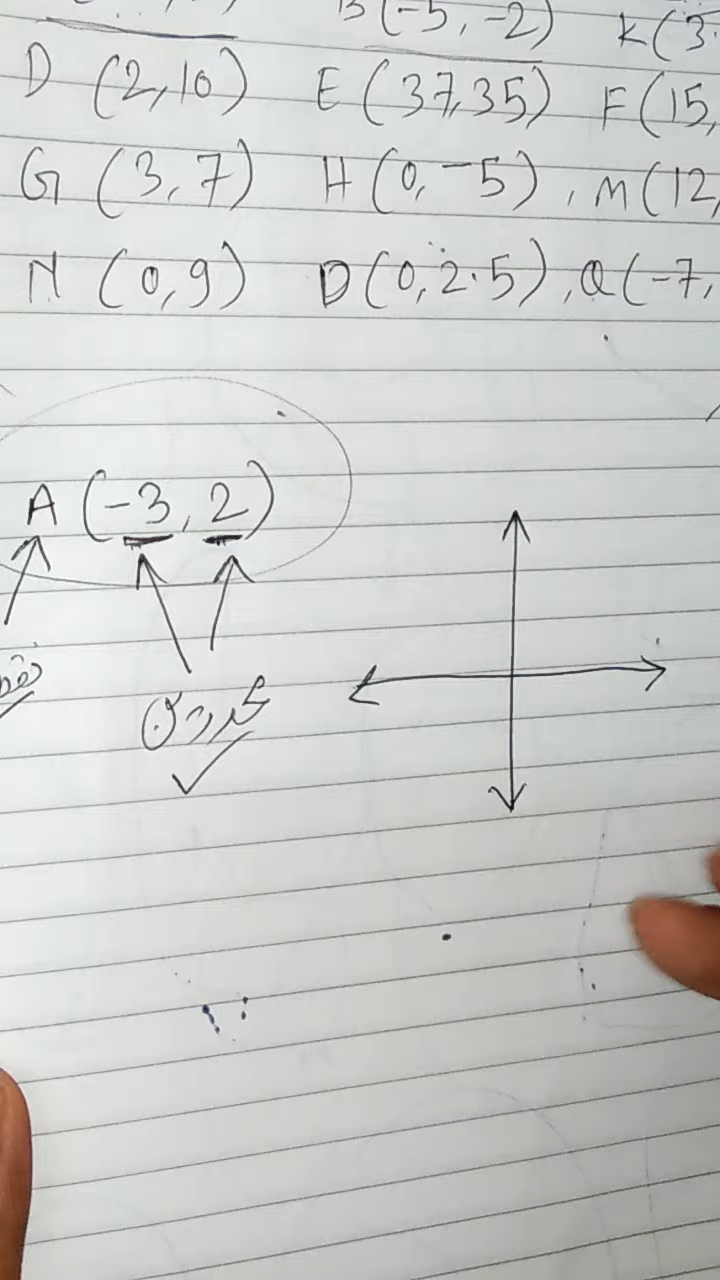 B(-5, -2) K(3
D (2,10) E (37,35) F(15,
G (3,7) H(0, -5) , M(12,
N (0,9) D(0,2.5) , Q(-7,
A (-3, 2)